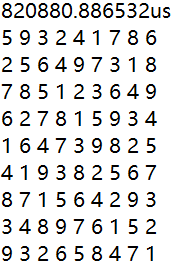 820880.886532us
5 9 3 2 4 1 7 8 6
2 5 6 4 9 7 3 1 8
7 8 5 1 2 3 6 4 9
6 2 7 8 1 5 9 3 4
1 6 4 7 3 9 8 2 5
4 1 9 3 8 2 5 6 7
8 7 1 5 6 4 2 9 3
3 4 8 9 7 6 1 5 2
9 3 2 6 5 8 4 7 1